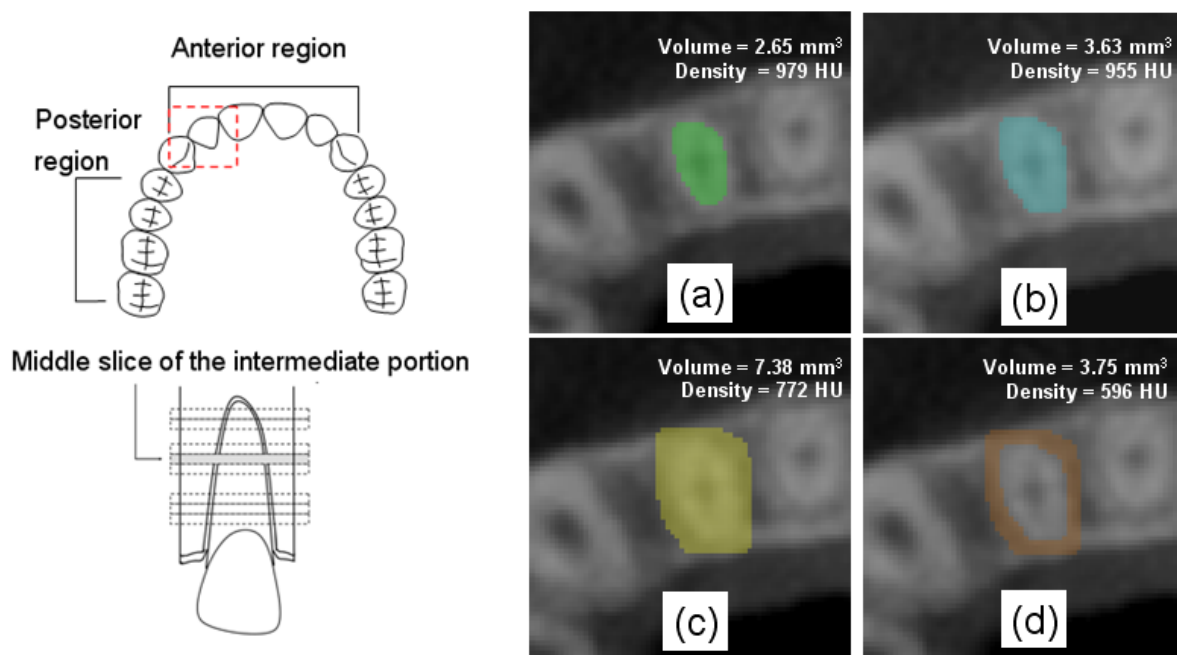 Anterior region
Posterior
region
Middle slice of the intermediate portion
Volume = 2.65 mm³
Density = 979 HU
(a)
Volume = 3.63 mm³
Density = 955 HU
(b)
Volume = 7.38 mm³
Density = 772 HU
(c)
Volume = 3.75 mm³
Density = 596 HU
(d)